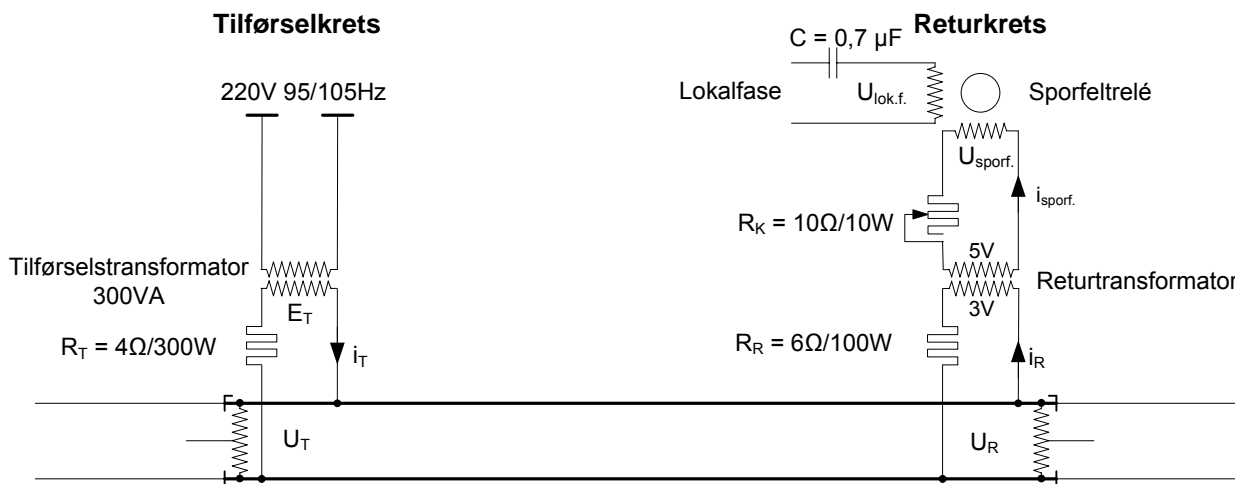 Tilførselkrets
220V 95/105Hz
Tilførselstransformator
300VA
E_T
R_T = 4Ω/300W
i_T
U_T
Returkrets
C = 0,7 µF
Lokalfase
U_lok.f.
Sporfeltrelé
U_sporf.
i_sporf.
R_K = 10Ω/10W
5V
Returtransformator
3V
R_R = 6Ω/100W
i_R
U_R